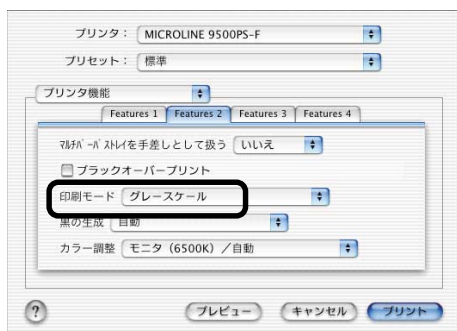 プリンタ： MICROLINE 9500PS-F
プリセット： 標準
プリンタ機能
Features 1 Features 2 Features 3 Features 4
マルチパーパストレイを手差しとして扱う いいえ
ブラックオーバープリント
印刷モード グレースケール
黒の生成 自動
カラー調整 モニタ（6500K）／自動
? プレビュー キャンセル プリント